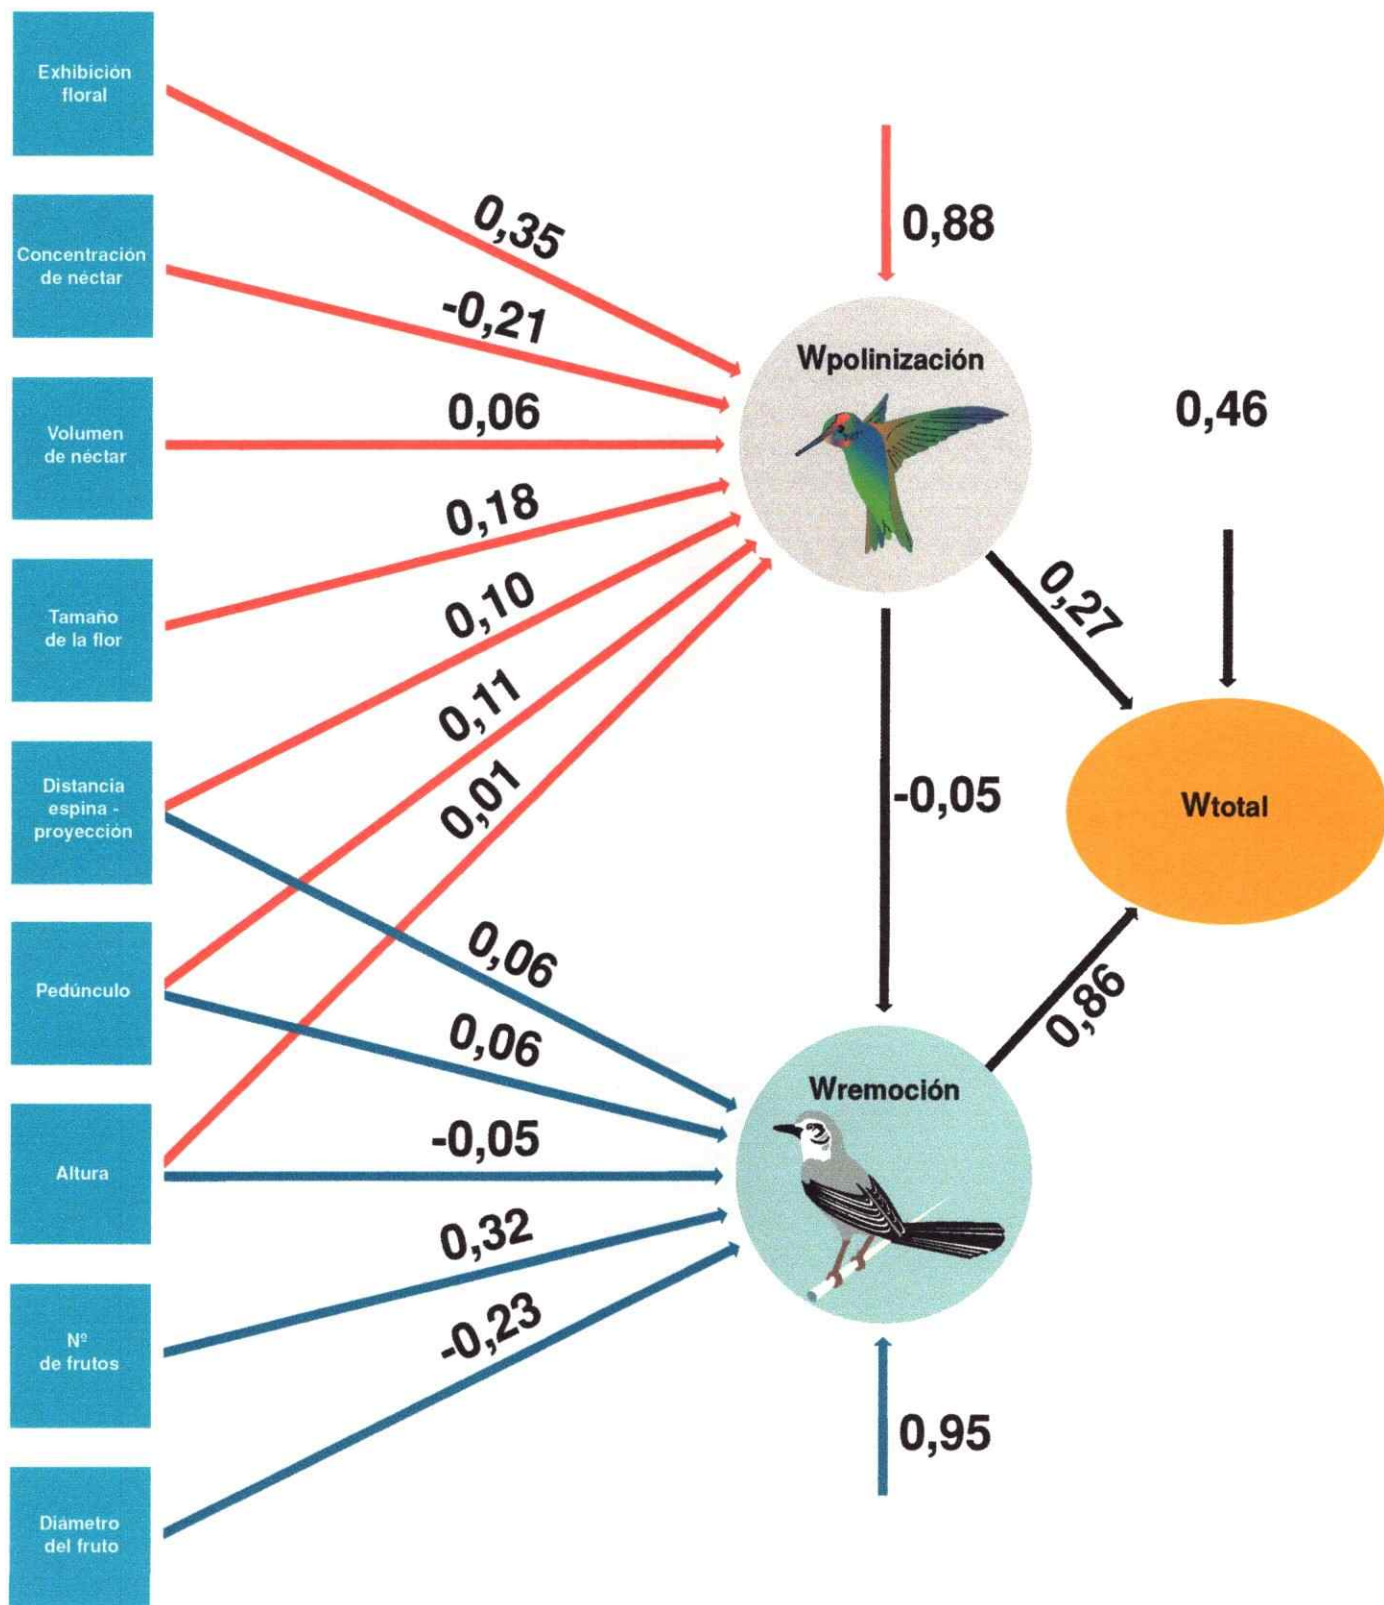 Exhibición
floral
Concentración
de néctar
Volumen
de néctar
Tamaño
de la flor
Distancia
espina -
proyección
Pedúnculo
Altura
Nº
de frutos
Diámetro
del fruto
0,35
-0,21
0,06
0,18
0,10
0,11
0,01
0,06
0,06
-0,05
0,32
-0,23
0,88
Wpolinización
0,46
0,27
-0,05
Wtotal
0,86
Wremoción
0,95